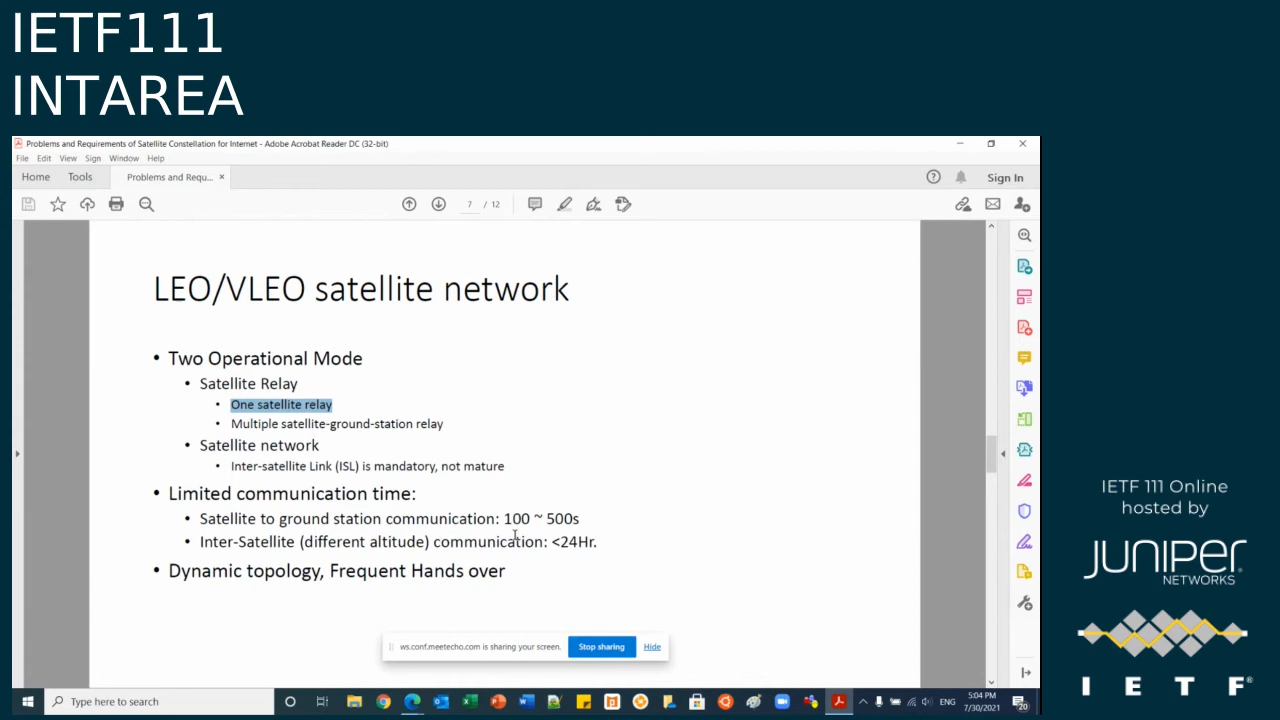 IETF111
INTAREA
Problems and Requirements of Satellite Constellation for Internet - Adobe Acrobat Reader DC (32-bit)
File Edit View Sign Window Help
Home Tools Problems and Requ... × Sign In
7 / 12
LEO/VLEO satellite network
• Two Operational Mode
• Satellite Relay
• One satellite relay
• Multiple satellite-ground-station relay
• Satellite network
• Inter-satellite Link (ISL) is mandatory, not mature
• Limited communication time:
• Satellite to ground station communication: 100 ~ 500s
• Inter-Satellite (different altitude) communication: <24Hr.
• Dynamic topology, Frequent Hands over
ws.conf.meetecho.com is sharing your screen. Stop sharing Hide
Type here to search
ENG
5:04 PM
7/30/2021
20
IETF 111 Online
hosted by
JUNIPER
NETWORKS
I E T F®